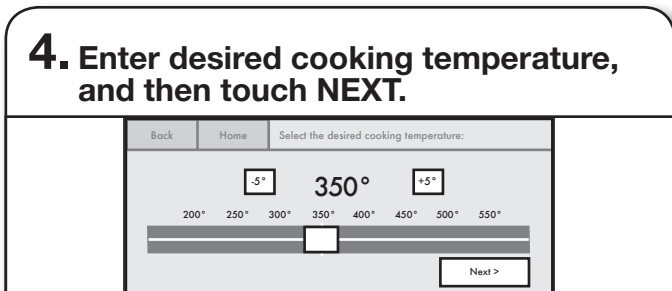 4. Enter desired cooking temperature,
and then touch NEXT.
Back Home Select the desired cooking temperature:
-5° 350° +5°
200° 250° 300° 350° 400° 450° 500° 550°
Next >